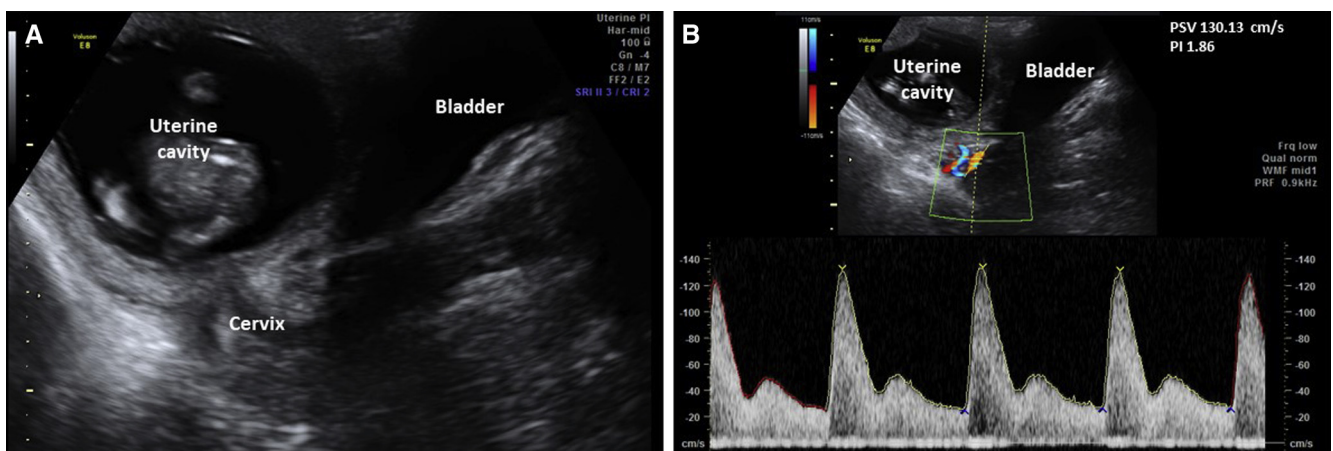 A
Voluson
E8
Uterine PI
Har-mid
100
Gn -4
C8 / M7
FF2 / E2
SRI II 3 / CRI 2
Uterine
cavity
Bladder
Cervix
B
Voluson
E8
11cm/s
-11cm/s
Uterine
cavity
Bladder
PSV 130.13 cm/s
PI 1.86
Frq low
Qual norm
WMF mid1
PRF 0.9kHz
-140
-120
-100
-80
-60
-40
-20
cm/s
-140
-120
-100
-80
-60
-40
-20
cm/s